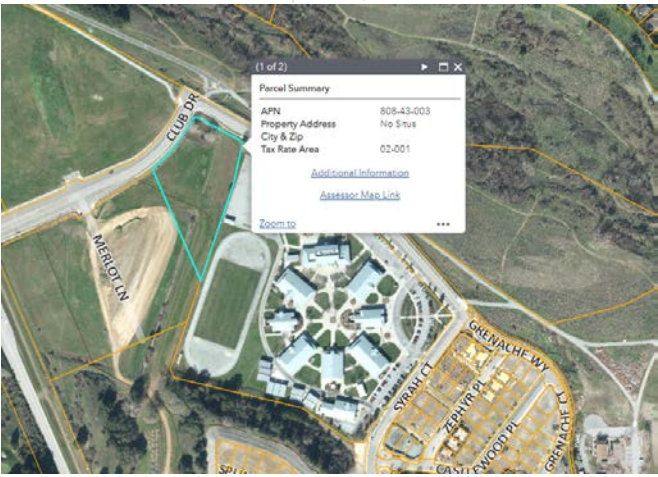 (1 of 2)
Parcel Summary
APN 808-43-003
Property Address No Situs
City & Zip
Tax Rate Area 02-001
Additional Information
Assessor Map Link
Zoom to
CLUB DR
MERLOT LN
GRENACHE WY
SYRAH CT
ZEPHYR PL
GRENACHE CT
CASTLEWOOD PL